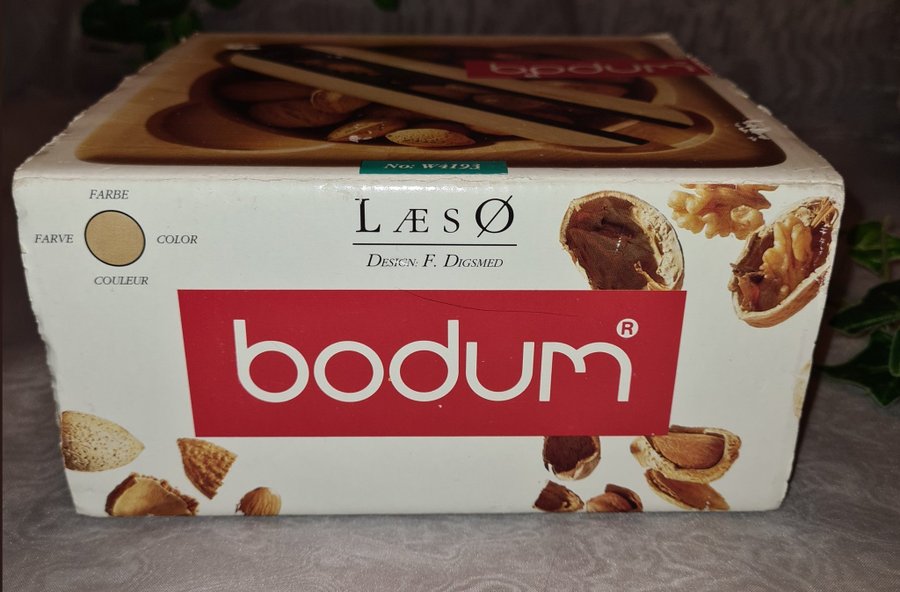 bodum
No: W4193
FARBE
FARVE
COLOR
COULEUR
LÆSØ
DESIGN: F. DIGSMED
bodum®